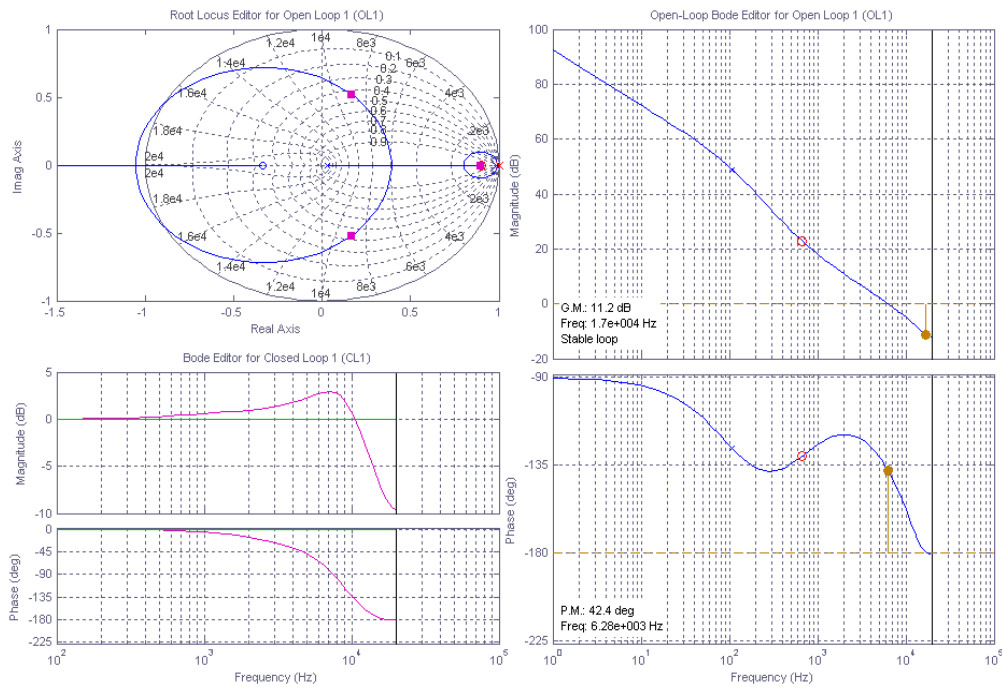 Root Locus Editor for Open Loop 1 (OL1)
1
0.5
0
-0.5
-1
Imag Axis
-1.5
-1
-0.5
0
0.5
1
Real Axis
1e4
1.2e4
1.4e4
1.6e4
1.8e4
2e4
2e4
1.8e4
1.6e4
1.4e4
1.2e4
1e4
8e3
6e3
4e3
2e3
2e3
4e3
6e3
8e3
0.1
0.2
0.3
0.4
0.5
0.6
0.7
0.8
0.9
Open-Loop Bode Editor for Open Loop 1 (OL1)
100
80
60
40
20
0
-20
Magnitude (dB)
G.M.: 11.2 dB
Freq: 1.7e+004 Hz
Stable loop
-90
-135
-180
-225
Phase (deg)
P.M.: 42.4 deg
Freq: 6.28e+003 Hz
10^0
10^1
10^2
10^3
10^4
10^5
Frequency (Hz)
Bode Editor for Closed Loop 1 (CL1)
5
0
-5
-10
Magnitude (dB)
0
-45
-90
-135
-180
-225
Phase (deg)
10^2
10^3
10^4
10^5
Frequency (Hz)